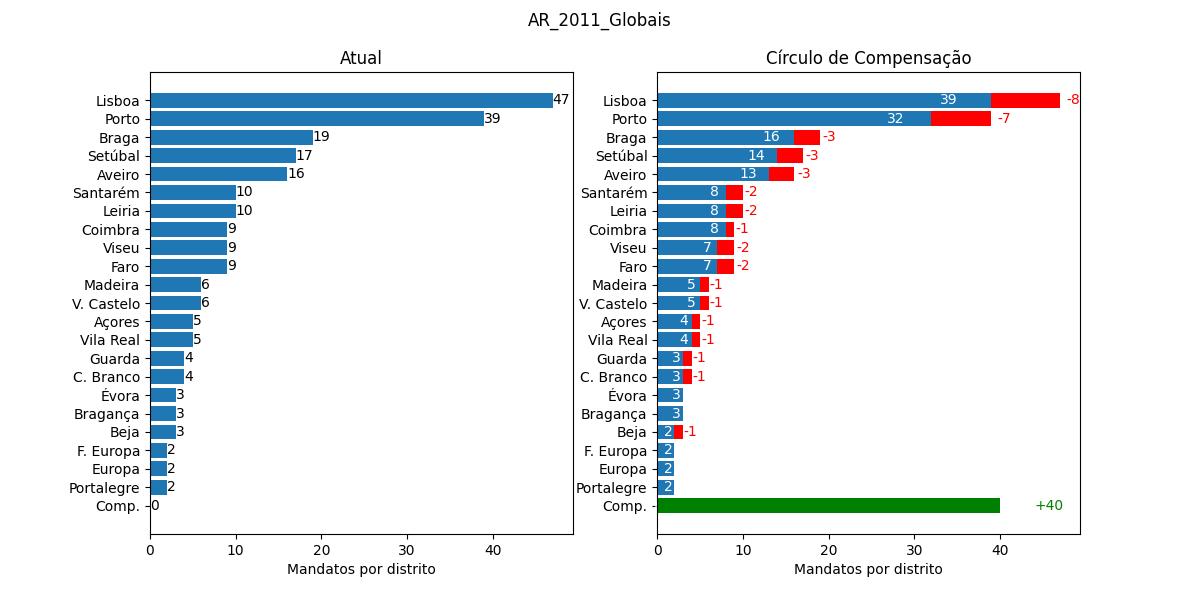 AR_2011_Globais
Atual
Lisboa 47
Porto 39
Braga 19
Setúbal 17
Aveiro 16
Santarém 10
Leiria 10
Coimbra 9
Viseu 9
Faro 9
Madeira 6
V. Castelo 6
Açores 5
Vila Real 5
Guarda 4
C. Branco 4
Évora 3
Bragança 3
Beja 3
F. Europa 2
Europa 2
Portalegre 2
Comp. 0
0 10 20 30 40
Mandatos por distrito
Círculo de Compensação
Lisboa 39 -8
Porto 32 -7
Braga 16 -3
Setúbal 14 -3
Aveiro 13 -3
Santarém 8 -2
Leiria 8 -2
Coimbra 8 -1
Viseu 7 -2
Faro 7 -2
Madeira 5 -1
V. Castelo 5 -1
Açores 4 -1
Vila Real 4 -1
Guarda 3 -1
C. Branco 3 -1
Évora 3
Bragança 3
Beja 2 -1
F. Europa 2
Europa 2
Portalegre 2
Comp. +40
0 10 20 30 40
Mandatos por distrito